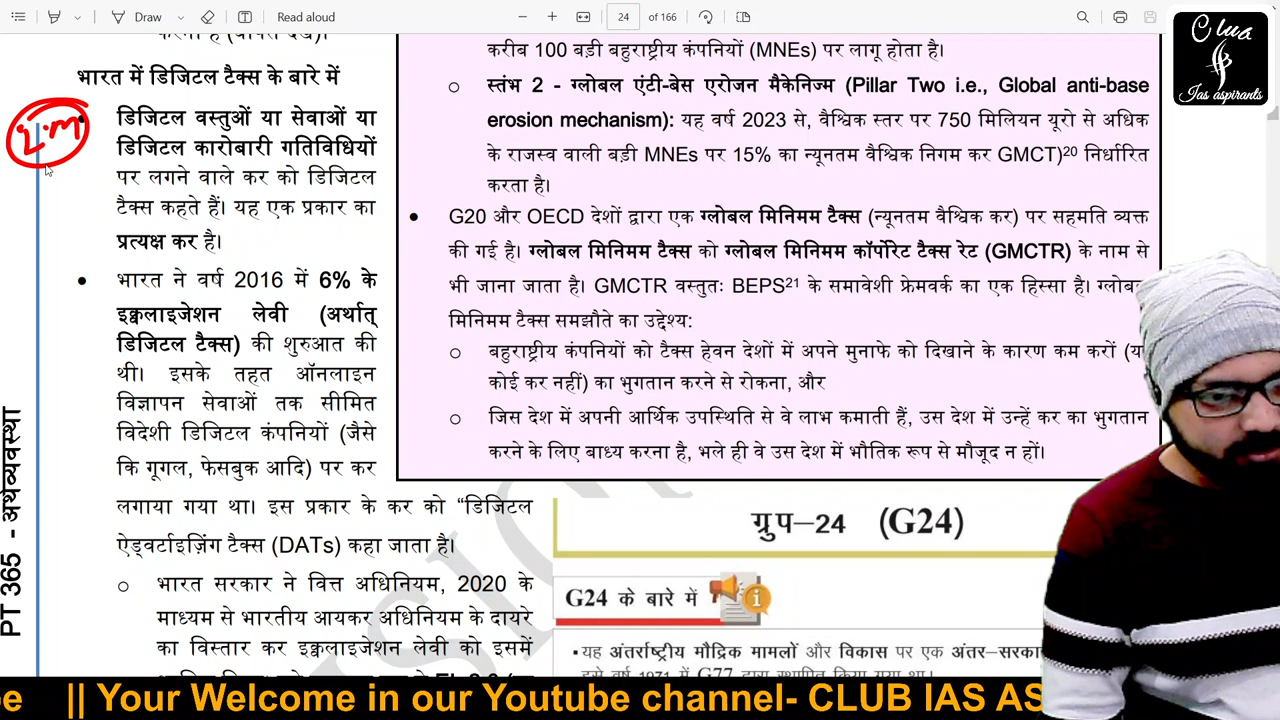 Draw
Read aloud
24 of 166
Clua
Ias aspirants
भारत में डिजिटल टैक्स के बारे में
I.M
डिजिटल वस्तुओं या सेवाओं या
डिजिटल कारोबारी गतिविधियों
पर लगने वाले कर को डिजिटल
टैक्स कहते हैं। यह एक प्रकार का
प्रत्यक्ष कर है।
भारत ने वर्ष 2016 में 6% के
इक्वलाइजेशन लेवी (अर्थात्
डिजिटल टैक्स) की शुरुआत की
थी। इसके तहत ऑनलाइन
विज्ञापन सेवाओं तक सीमित
विदेशी डिजिटल कंपनियों (जैसे
कि गूगल, फेसबुक आदि) पर कर
लगाया गया था। इस प्रकार के कर को “डिजिटल
ऐड्वर्टाइज़िंग टैक्स (DATs) कहा जाता है।
भारत सरकार ने वित्त अधिनियम, 2020 के
माध्यम से भारतीय आयकर अधिनियम के दायरे
का विस्तार कर इक्वलाइजेशन लेवी को इसमें
करीब 100 बड़ी बहुराष्ट्रीय कंपनियों (MNEs) पर लागू होता है।
स्तंभ 2 - ग्लोबल एंटी-बेस एरोजन मैकेनिज्म (Pillar Two i.e., Global anti-base
erosion mechanism): यह वर्ष 2023 से, वैश्विक स्तर पर 750 मिलियन यूरो से अधिक
के राजस्व वाली बड़ी MNEs पर 15% का न्यूनतम वैश्विक निगम कर GMCT)20 निर्धारित
करता है।
G20 और OECD देशों द्वारा एक ग्लोबल मिनिमम टैक्स (न्यूनतम वैश्विक कर) पर सहमति व्यक्त
की गई है। ग्लोबल मिनिमम टैक्स को ग्लोबल मिनिमम कॉर्पोरेट टैक्स रेट (GMCTR) के नाम से
भी जाना जाता है। GMCTR वस्तुतः BEPS21 के समावेशी फ्रेमवर्क का एक हिस्सा है।
मिनिमम टैक्स समझौते का उद्देश्य:
बहुराष्ट्रीय कंपनियों को टैक्स हेवन देशों में अपने मुनाफे को दिखाने के कारण कम करों
कोई कर नहीं) का भुगतान करने से रोकना, और
जिस देश में अपनी आर्थिक उपस्थिति से वे लाभ कमाती हैं, उस देश में उन्हें कर का भुगतान
करने के लिए बाध्य करना है, भले ही वे उस देश में भौतिक रूप से मौजूद न हों।
ग्रुप–24 (G24)
G24 के बारे में
▪यह अंतर्राष्ट्रीय मौद्रिक मामलों और विकास पर एक
PT 365 - अर्थव्यवस्था
|| Your Welcome in our Youtube channel- CLUB IAS